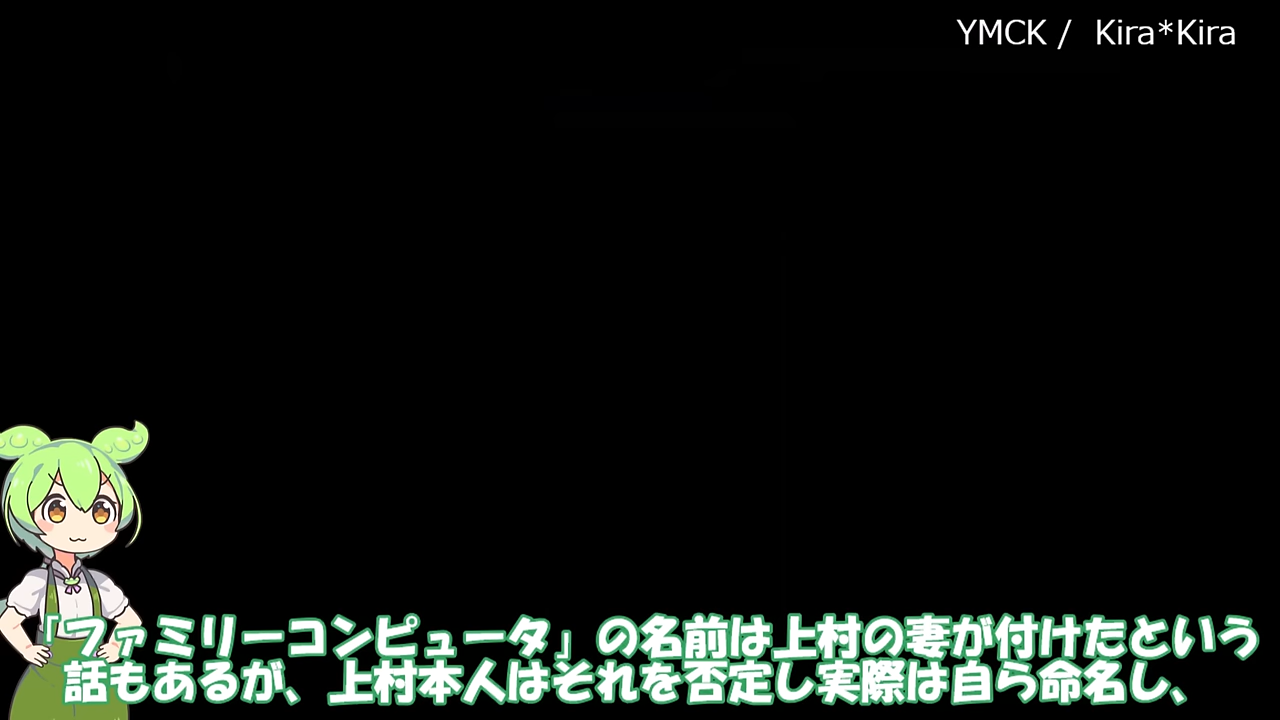 YMCK / Kira*Kira
「ファミリーコンピュータ」の名前は上村の妻が付けたという
話もあるが、上村本人はそれを否定し実際は自ら命名し、